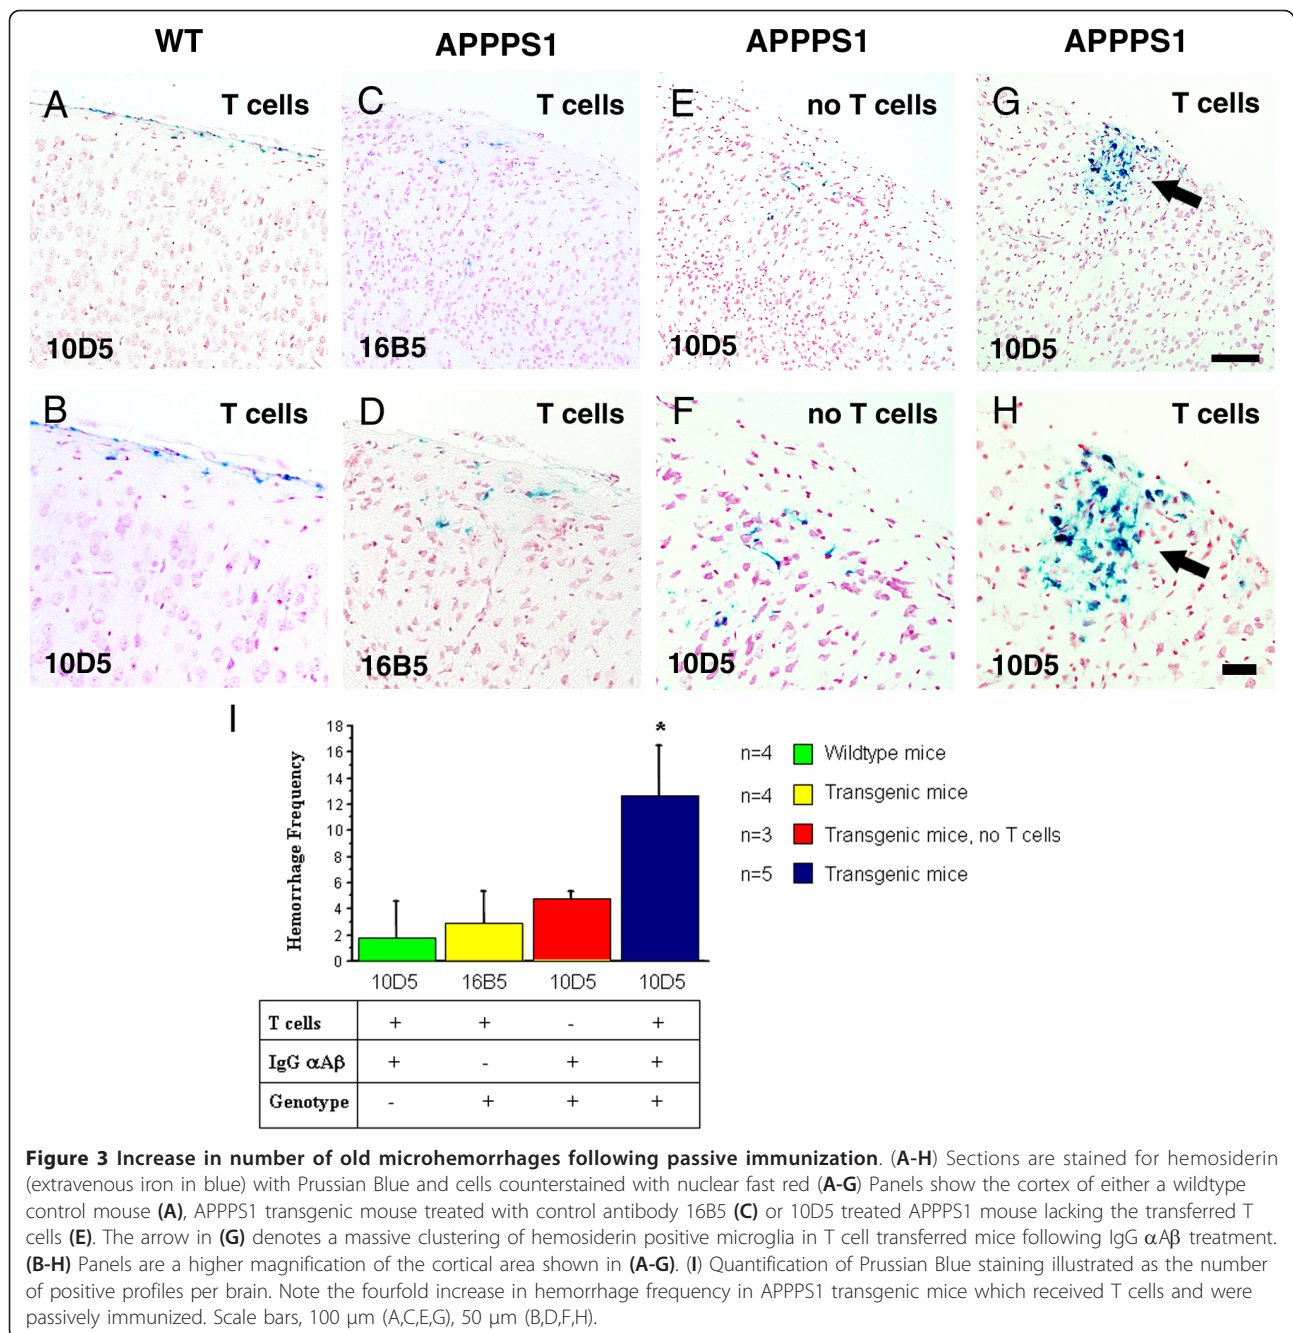 WT
APPPS1
APPPS1
APPPS1
A
T cells
10D5
C
T cells
16B5
E
no T cells
10D5
G
T cells
10D5
B
T cells
10D5
D
T cells
16B5
F
no T cells
10D5
H
T cells
10D5
I
Hemorrhage Frequency
18
16
14
12
10
8
6
4
2
0
*
10D5 16B5 10D5 10D5
n=4 Wildtype mice
n=4 Transgenic mice
n=3 Transgenic mice, no T cells
n=5 Transgenic mice
T cells + + - +
IgG αAβ + - + +
Genotype - + + +
Figure 3 Increase in number of old microhemorrhages following passive immunization. (A-H) Sections are stained for hemosiderin
(extravenous iron in blue) with Prussian Blue and cells counterstained with nuclear fast red (A-G) Panels show the cortex of either a wildtype
control mouse (A), APPPS1 transgenic mouse treated with control antibody 16B5 (C) or 10D5 treated APPPS1 mouse lacking the transferred T
cells (E). The arrow in (G) denotes a massive clustering of hemosiderin positive microglia in T cell transferred mice following IgG αAβ treatment.
(B-H) Panels are a higher magnification of the cortical area shown in (A-G). (I) Quantification of Prussian Blue staining illustrated as the number
of positive profiles per brain. Note the fourfold increase in hemorrhage frequency in APPPS1 transgenic mice which received T cells and were
passively immunized. Scale bars, 100 μm (A,C,E,G), 50 μm (B,D,F,H).